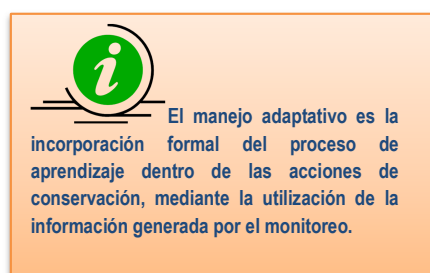 i
El manejo adaptativo es la
incorporación formal del proceso de
aprendizaje dentro de las acciones de
conservación, mediante la utilización de la
información generada por el monitoreo.